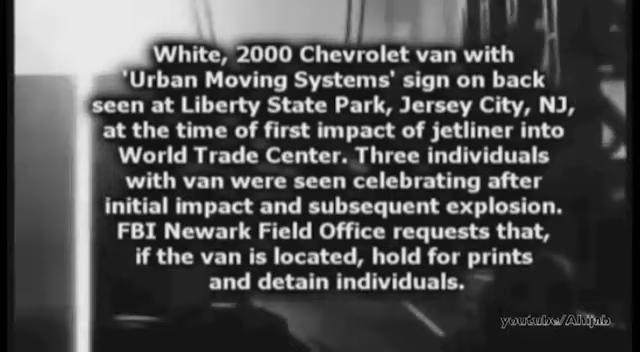 White, 2000 Chevrolet van with
'Urban Moving Systems' sign on back
seen at Liberty State Park, Jersey City, NJ,
at the time of first impact of jetliner into
World Trade Center. Three individuals
with van were seen celebrating after
initial impact and subsequent explosion.
FBI Newark Field Office requests that,
if the van is located, hold for prints
and detain individuals.
youtube/Alijab